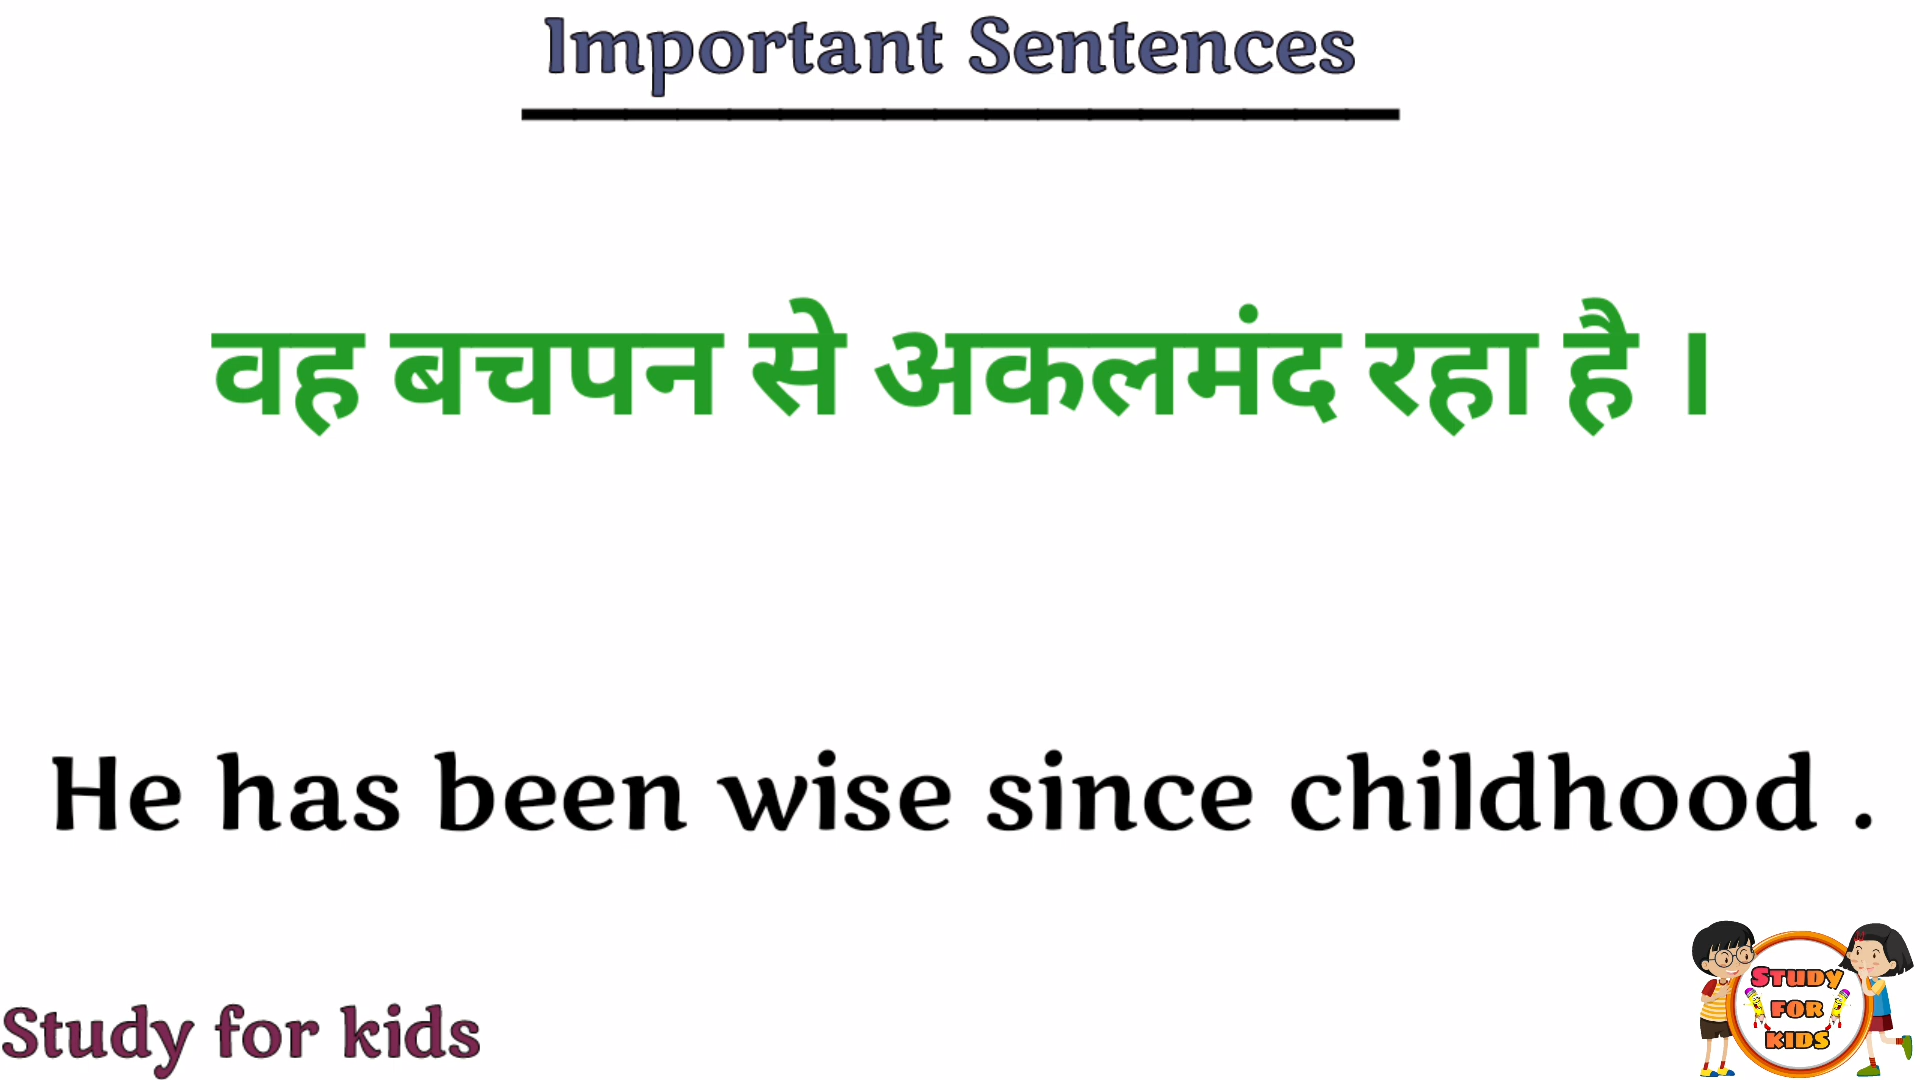 Important Sentences
वह बचपन से अकलमंद रहा है ।
He has been wise since childhood .
Study for kids
STUDY
FOR
KIDS